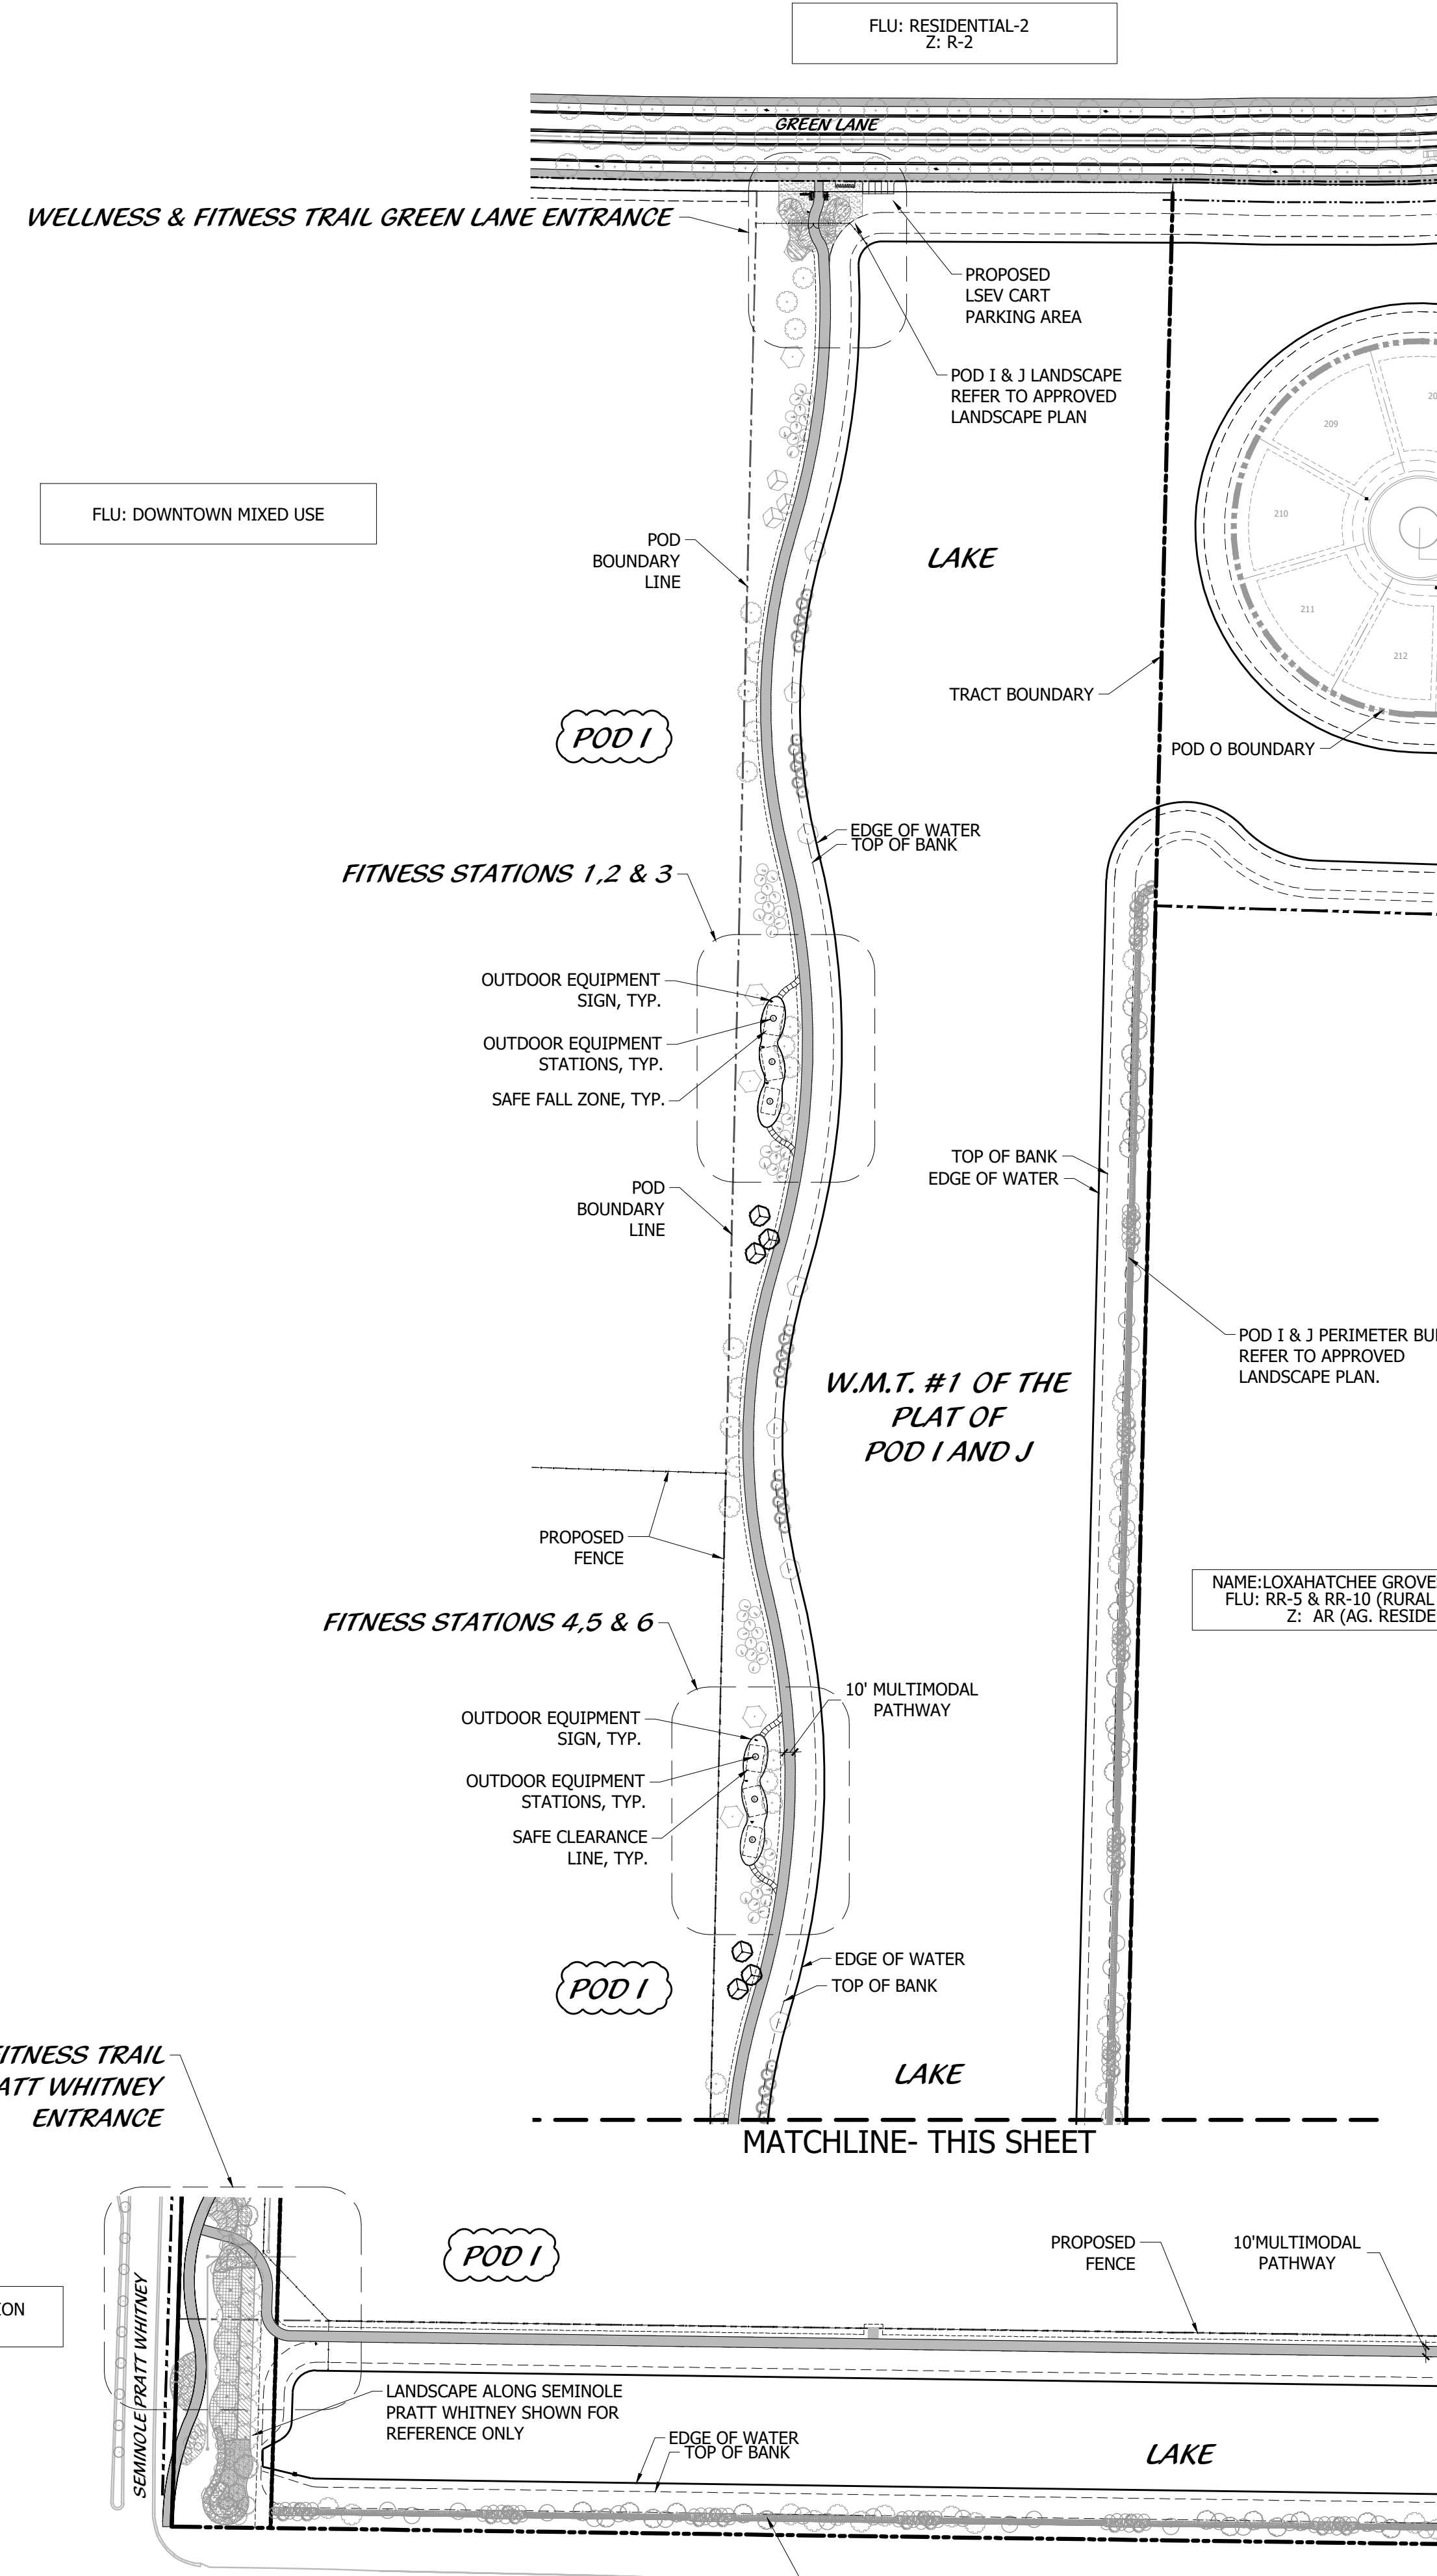 FLU: RESIDENTIAL-2
Z: R-2
GREEN LANE
WELLNESS & FITNESS TRAIL GREEN LANE ENTRANCE
PROPOSED
LSEV CART
PARKING AREA
POD I & J LANDSCAPE
REFER TO APPROVED
LANDSCAPE PLAN
209
20
210
211
212
FLU: DOWNTOWN MIXED USE
POD
BOUNDARY
LINE
LAKE
TRACT BOUNDARY
POD O BOUNDARY
POD I
EDGE OF WATER
TOP OF BANK
FITNESS STATIONS 1,2 & 3
OUTDOOR EQUIPMENT
SIGN, TYP.
OUTDOOR EQUIPMENT
STATIONS, TYP.
SAFE FALL ZONE, TYP.
TOP OF BANK
EDGE OF WATER
POD
BOUNDARY
LINE
POD I & J PERIMETER BU
REFER TO APPROVED
LANDSCAPE PLAN.
W.M.T. #1 OF THE
PLAT OF
POD I AND J
PROPOSED
FENCE
NAME:LOXAHATCHEE GROVE
FLU: RR-5 & RR-10 (RURAL
Z: AR (AG. RESIDE
FITNESS STATIONS 4,5 & 6
10' MULTIMODAL
PATHWAY
OUTDOOR EQUIPMENT
SIGN, TYP.
OUTDOOR EQUIPMENT
STATIONS, TYP.
SAFE CLEARANCE
LINE, TYP.
EDGE OF WATER
TOP OF BANK
POD I
LAKE
ITNESS TRAIL
ATT WHITNEY
ENTRANCE
MATCHLINE- THIS SHEET
POD I
PROPOSED
FENCE
10'MULTIMODAL
PATHWAY
ION
SEMINOLE PRATT WHITNEY
LANDSCAPE ALONG SEMINOLE
PRATT WHITNEY SHOWN FOR
REFERENCE ONLY
EDGE OF WATER
TOP OF BANK
LAKE